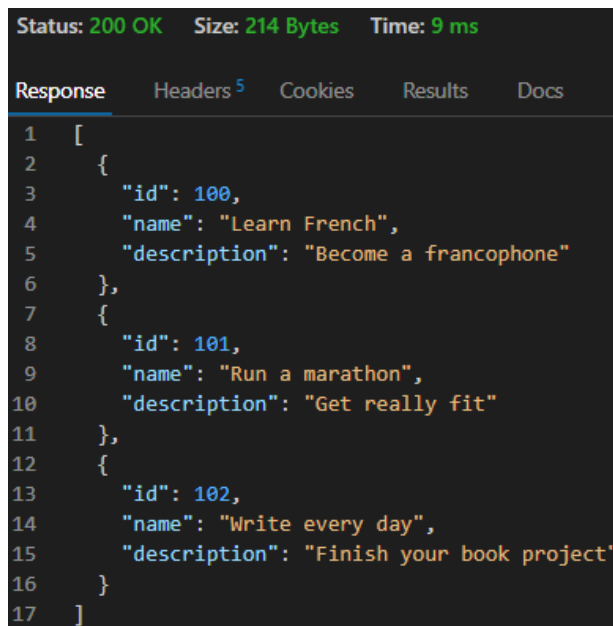 Status: 200 OK Size: 214 Bytes Time: 9 ms
Response Headers 5 Cookies Results Docs
1 [
2 {
3 "id": 100,
4 "name": "Learn French",
5 "description": "Become a francophone"
6 },
7 {
8 "id": 101,
9 "name": "Run a marathon",
10 "description": "Get really fit"
11 },
12 {
13 "id": 102,
14 "name": "Write every day",
15 "description": "Finish your book project"
16 }
17 ]